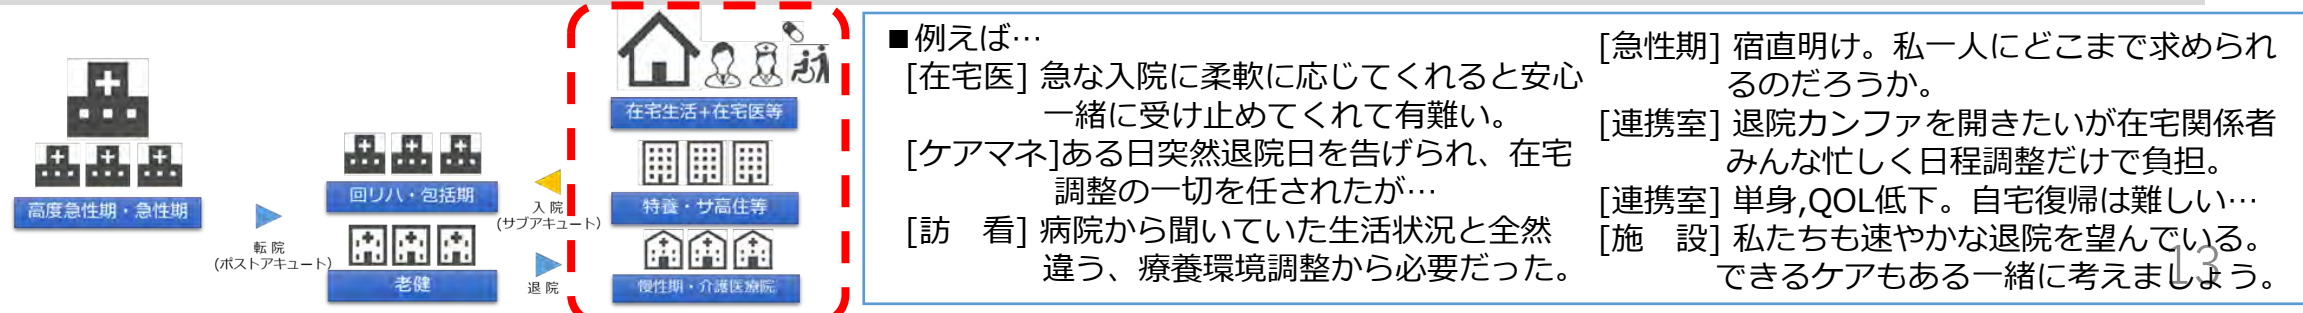 高度急性期・急性期
転 院
(ポストアキュート)
回リハ・包括期
老健
入 院
(サブアキュート)
退 院
在宅生活+在宅医等
特養・サ高住等
慢性期・介護医療院
■例えば…
[在宅医] 急な入院に柔軟に応じてくれると安心
一緒に受け止めてくれて有難い。
[ケアマネ]ある日突然退院日を告げられ、在宅
調整の一切を任されたが…
[訪　看] 病院から聞いていた生活状況と全然
違う、療養環境調整から必要だった。
[急性期] 宿直明け。私一人にどこまで求められ
るのだろうか。
[連携室] 退院カンファを開きたいが在宅関係者
みんな忙しく日程調整だけで負担。
[連携室] 単身,QOL低下。自宅復帰は難しい…
[施　設] 私たちも速やかな退院を望んでいる。
できるケアもある一緒に考えましょう。
13